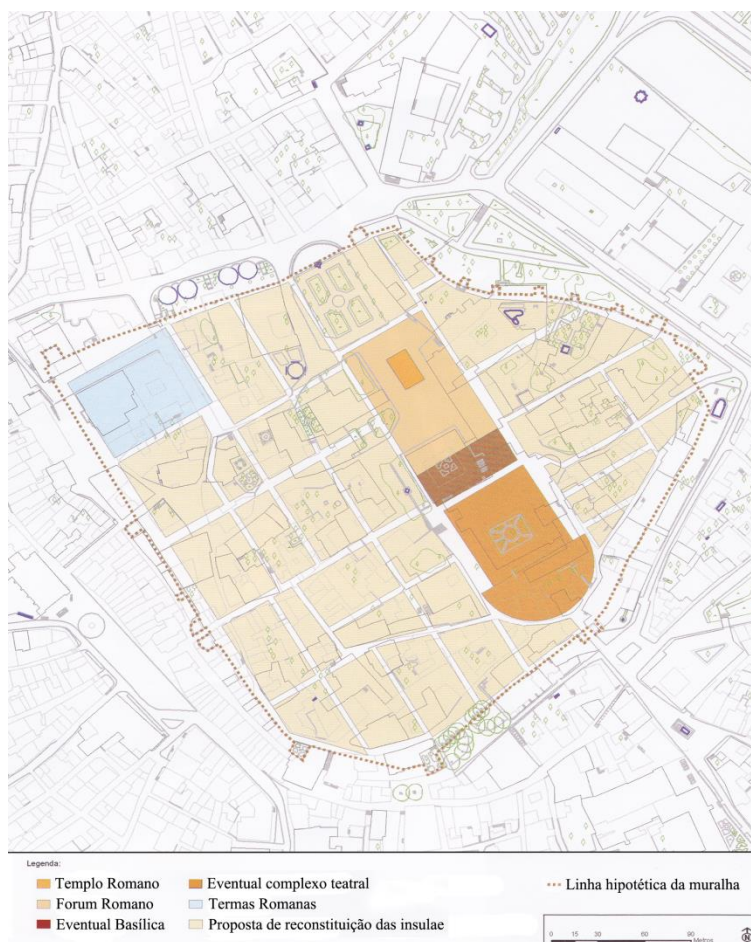 Legenda:
Templo Romano
Forum Romano
Eventual Basílica
Eventual complexo teatral
Termas Romanas
Proposta de reconstituição das insulae
Linha hipotética da muralha
0 15 30 60 90
Metros